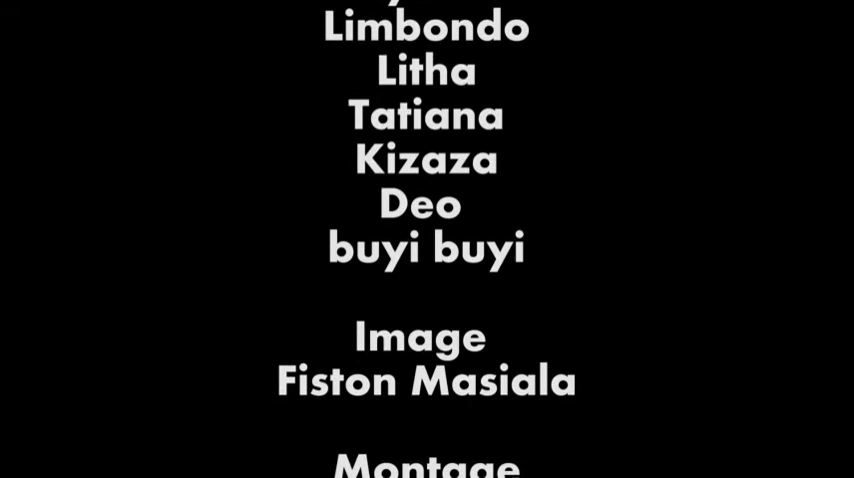 Limbondo
Litha
Tatiana
Kizaza
Deo
buyi buyi
Image
Fiston Masiala
Montage